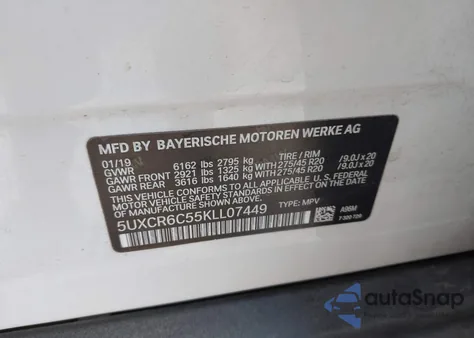 MFD BY BAYERISCHE MOTOREN WERKE AG
01/19 TIRE / RIM
GVWR 6162 lbs 2795 kg
GAWR FRONT 2921 lbs 1325 kg WITH 275/45 R20 /9.0J x 20
GAWR REAR 3616 lbs 1640 kg WITH 275/45 R20 /9.0J x 20
THIS VEHICLE CONFORMS TO ALL APPLICABLE U.S. FEDERAL
MOTOR VEHICLE SAFETY STANDARDS IN EFFECT ON THE
DATE OF MANUFACTURE SHOWN ABOVE.
5UXCR6C55KLL07449 TYPE: MPV A96M
autoSnap